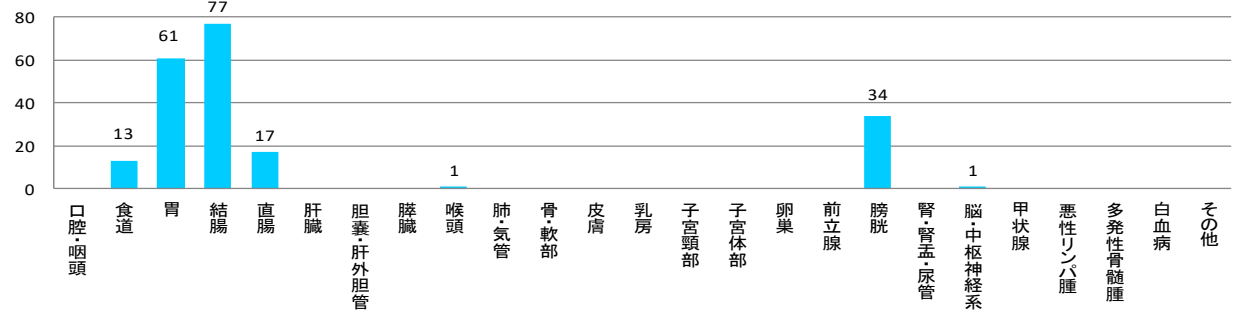 80
60
40
20
0
13
61
77
17
1
34
1
口腔・咽頭
食道
胃
結腸
直腸
肝臓
胆嚢・肝外胆管
膵臓
喉頭
肺・気管
骨・軟部
皮膚
乳房
子宮頸部
子宮体部
卵巣
前立腺
膀胱
腎・腎盂・尿管
脳・中枢神経系
甲状腺
悪性リンパ腫
多発性骨髄腫
白血病
その他